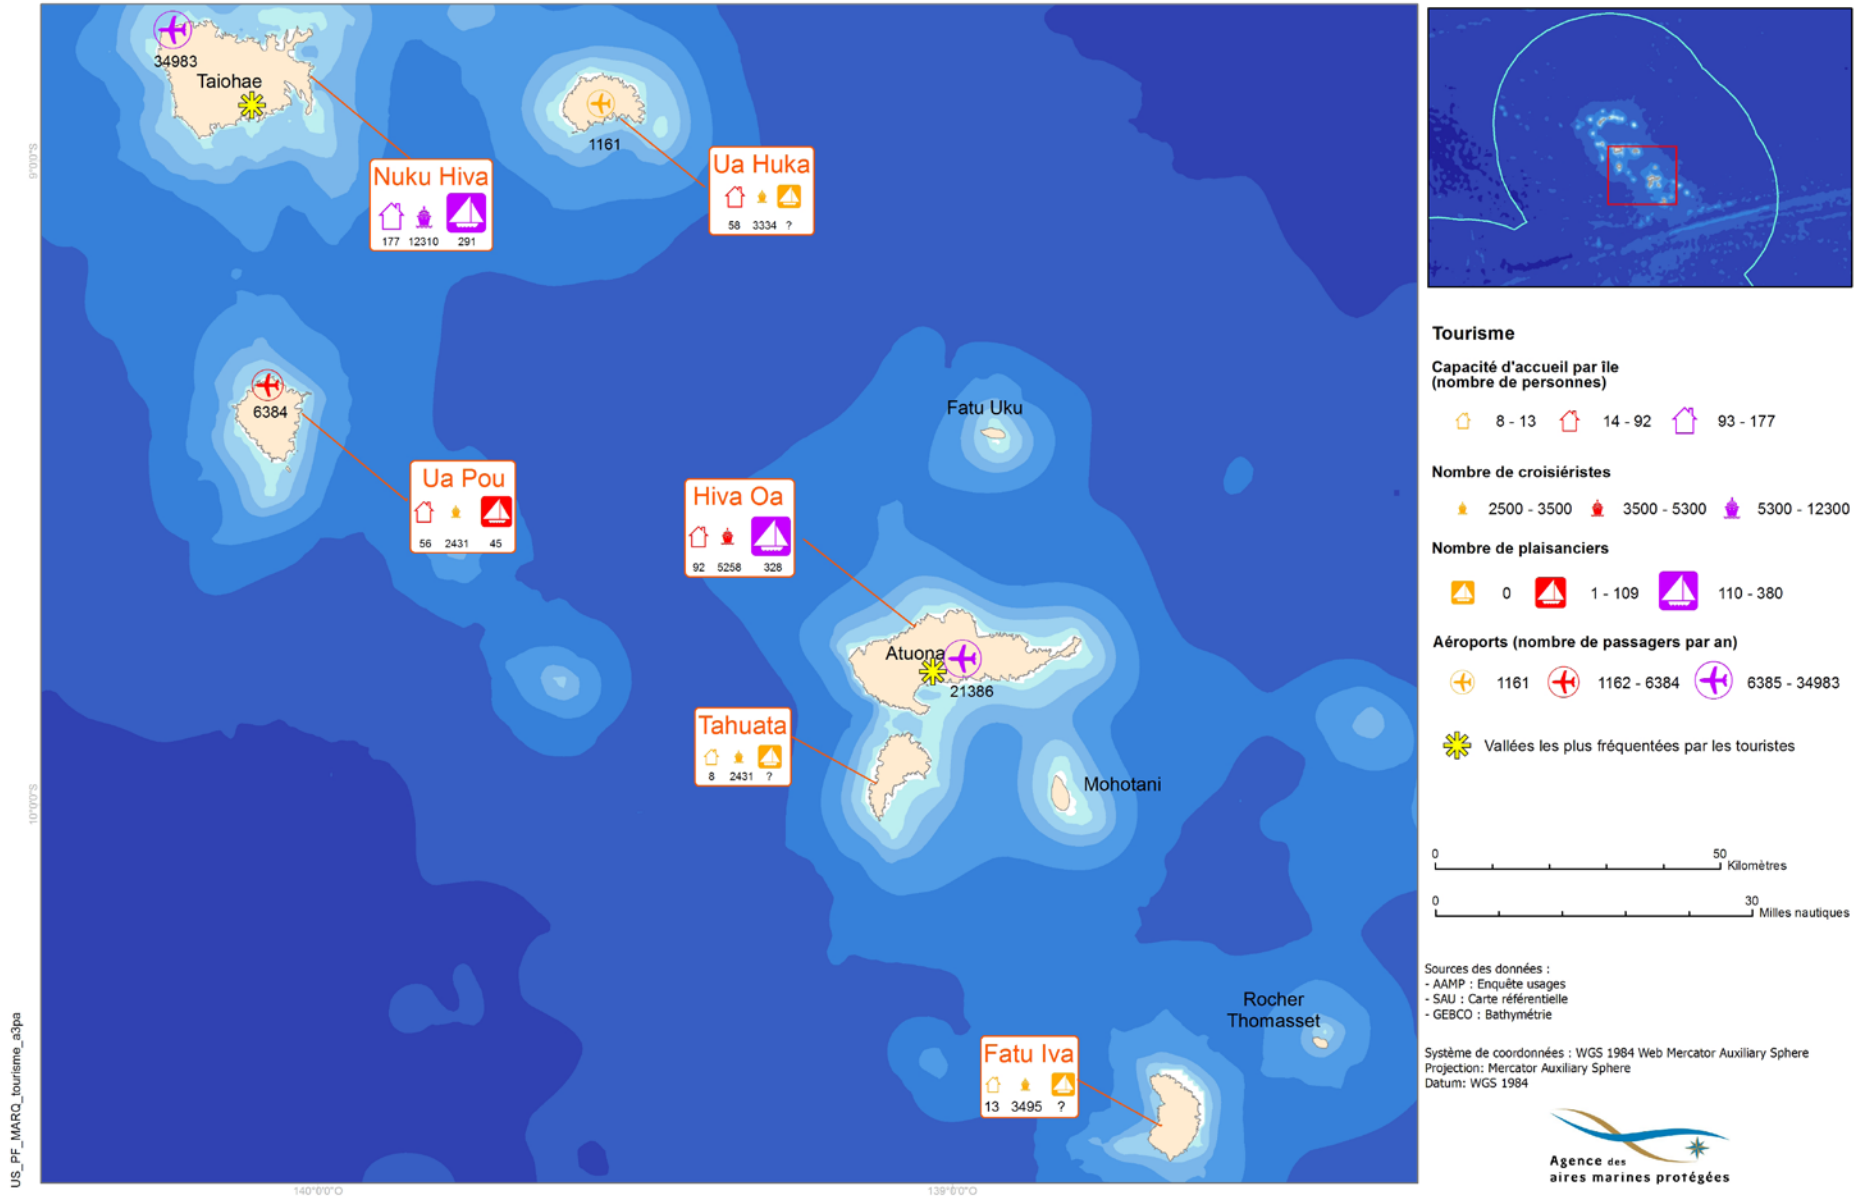 34983
Taiohae
1161
Nuku Hiva
177 12310 291
Ua Huka
58 3334 ?
6384
Ua Pou
56 2431 45
Fatu Uku
Hiva Oa
92 5258 328
Atuona
21386
Tahuata
8 2431 ?
Mohotani
Rocher
Thomasset
Fatu Iva
13 3495 ?
9°0'0"S
10°0'0"S
140°0'0"O
139°0'0"O
US_PF_MARQ_tourisme_a3pa
Tourisme
Capacité d'accueil par île
(nombre de personnes)
8 - 13 14 - 92 93 - 177
Nombre de croisiéristes
2500 - 3500 3500 - 5300 5300 - 12300
Nombre de plaisanciers
0 1 - 109 110 - 380
Aéroports (nombre de passagers par an)
1161 1162 - 6384 6385 - 34983
Vallées les plus fréquentées par les touristes
0 50
Kilomètres
0 30
Milles nautiques
Sources des données :
- AAMP : Enquête usages
- SAU : Carte référentielle
- GEBCO : Bathymétrie
Système de coordonnées : WGS 1984 Web Mercator Auxiliary Sphere
Projection: Mercator Auxiliary Sphere
Datum: WGS 1984
Agence des
aires marines protégées